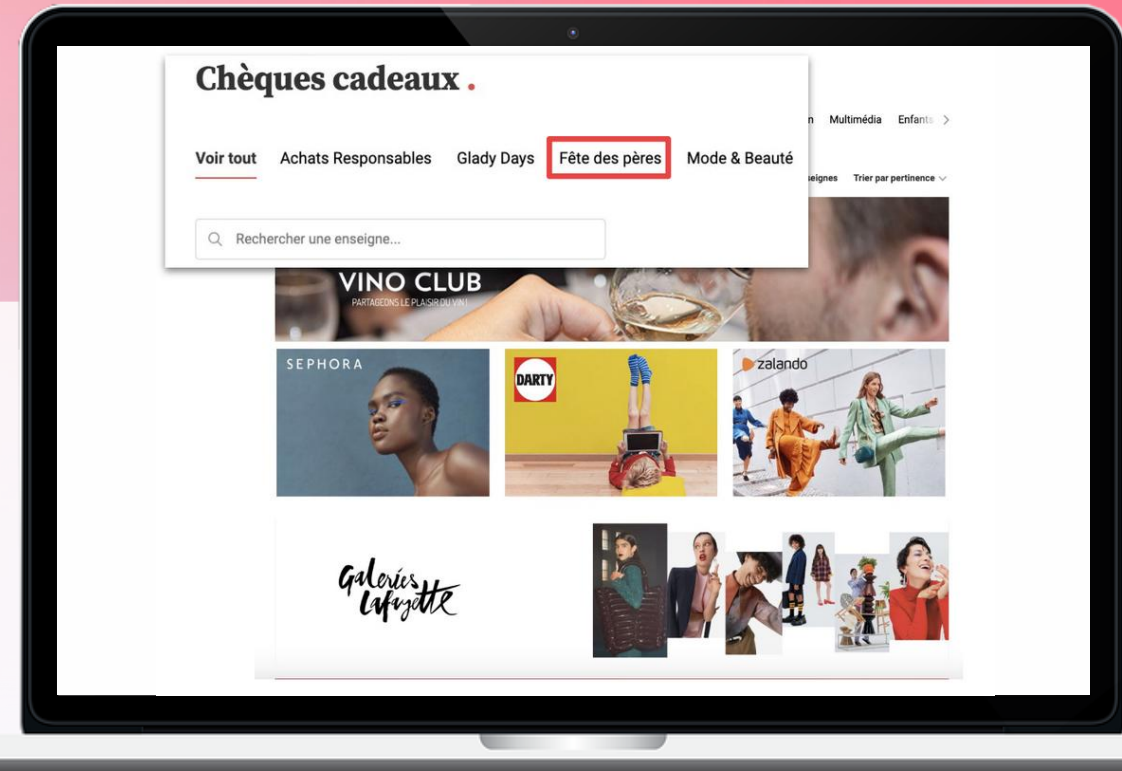 Chèques cadeaux .
Multimédia Enfants
Voir tout Achats Responsables Glady Days Fête des pères Mode & Beauté
Trier par pertinence
Rechercher une enseigne...
VINO CLUB
PARTAGEONS LE PLAISIR DU VIN !
SEPHORA
DARTY
zalando
Galeries
Lafayette